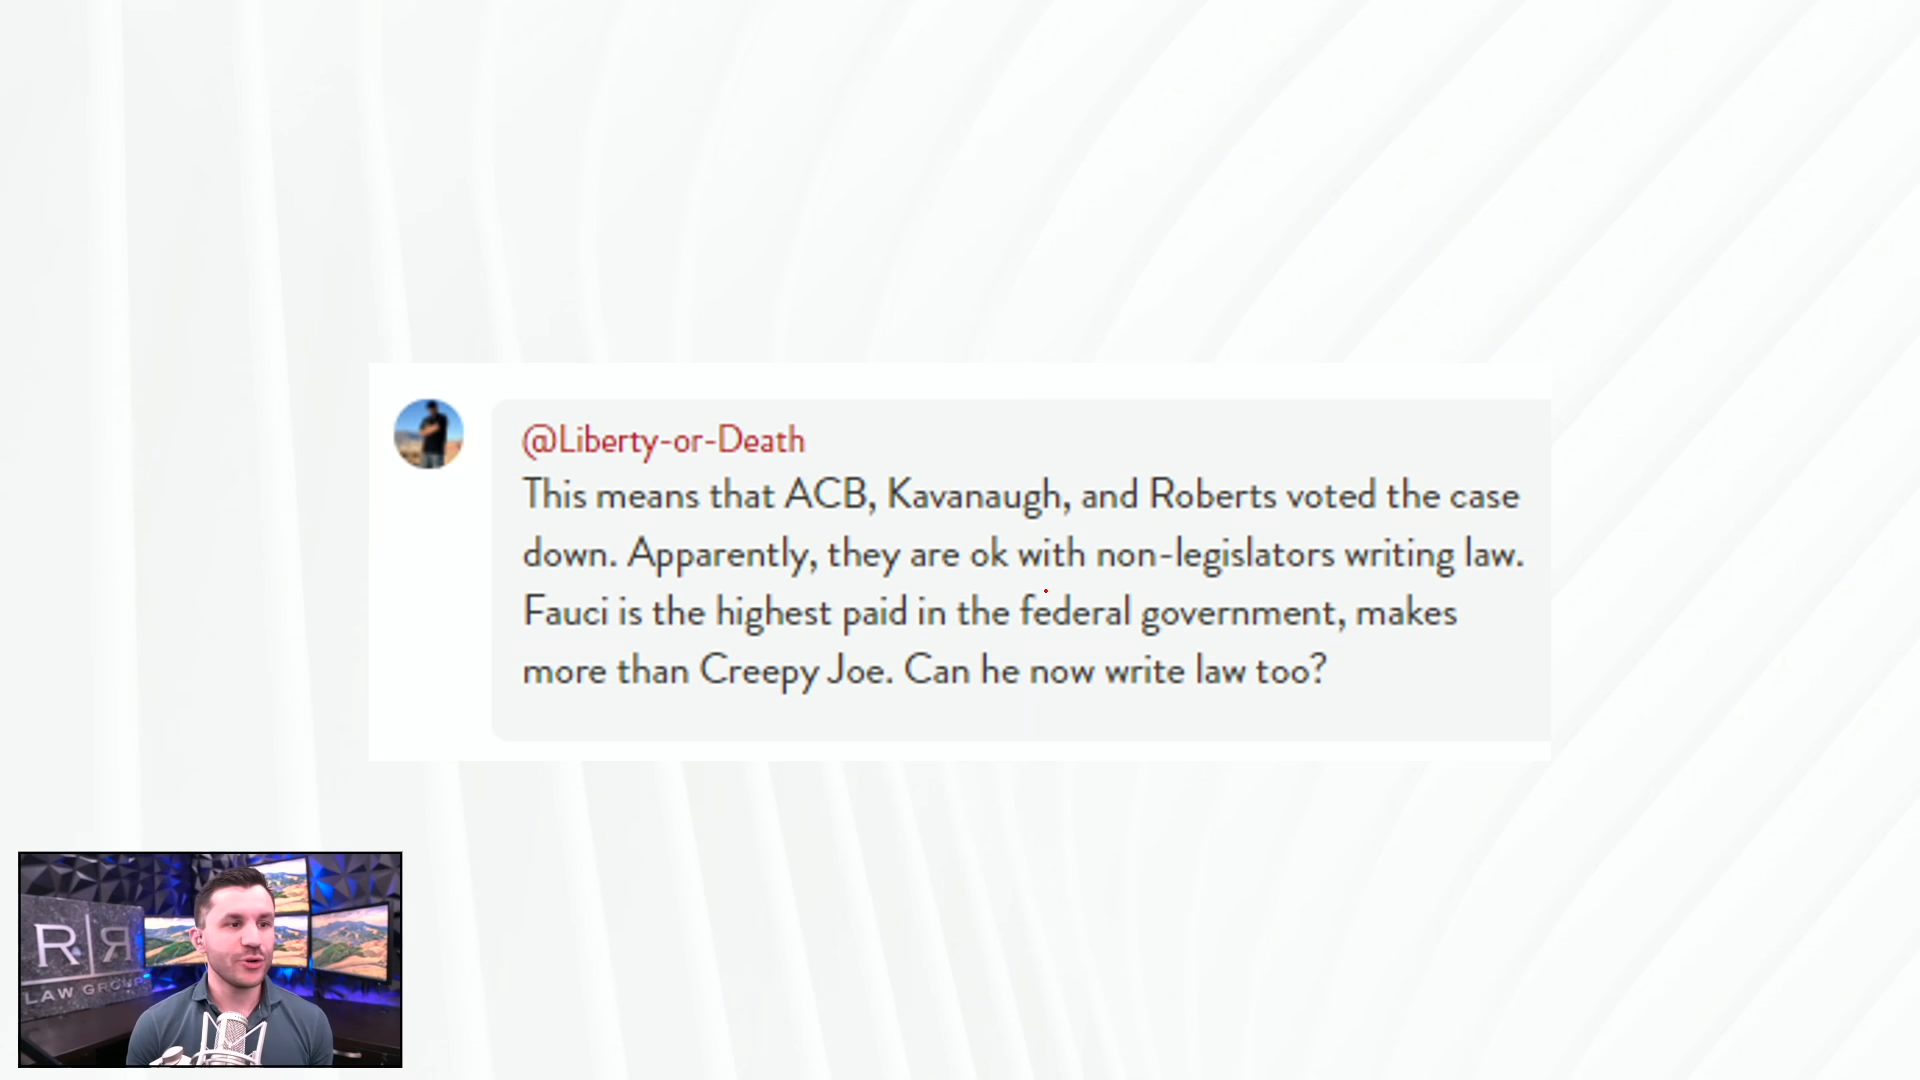 @Liberty-or-Death
This means that ACB, Kavanaugh, and Roberts voted the case
down. Apparently, they are ok with non-legislators writing law.
Fauci is the highest paid in the federal government, makes
more than Creepy Joe. Can he now write law too?
R|R
LAW GROUP